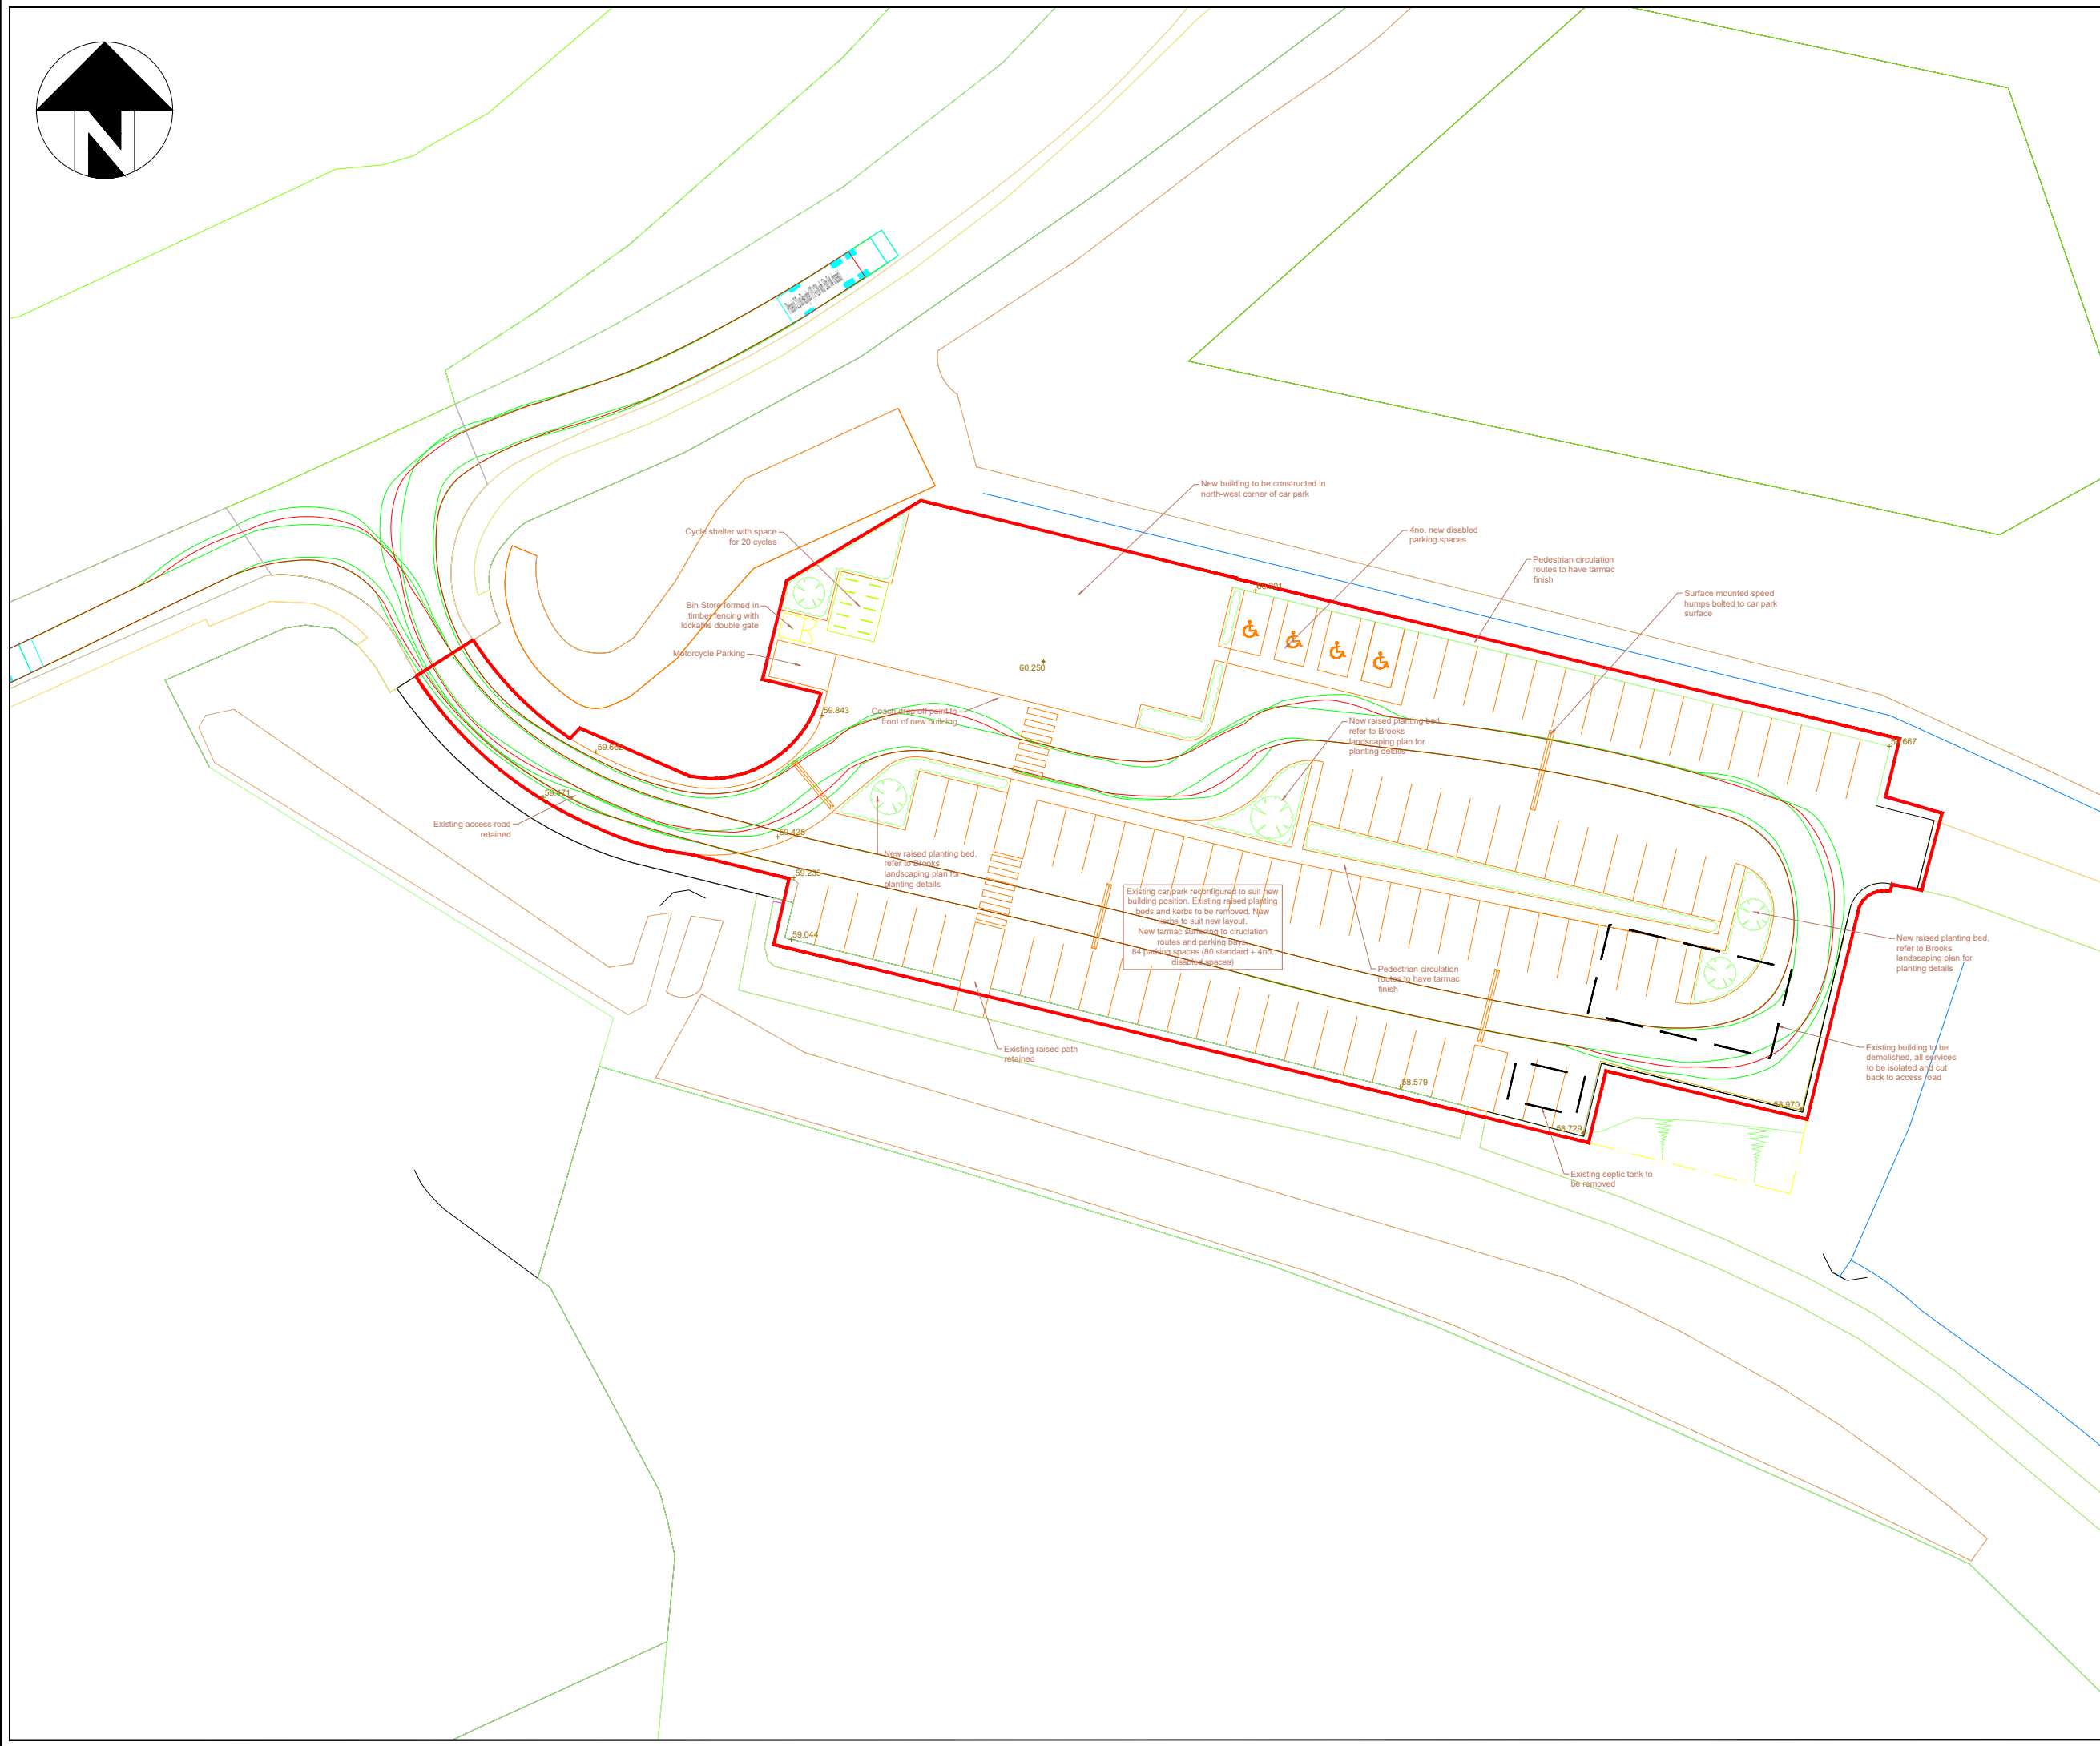 N
New building to be constructed in
north-west corner of car park
Cycle shelter with space
for 20 cycles
4no. new disabled
parking spaces
Pedestrian circulation
routes to have tarmac
finish
Surface mounted speed
humps bolted to car park
surface
Bin Store formed in
timber fencing with
lockable double gate
Motorcycle Parking
60.250
59.843
Coach drop off point to
front of new building
New raised planting bed,
refer to Brooks
landscaping plan for
planting details
59.471
Existing access road
retained
59.425
New raised planting bed,
refer to Brooks
landscaping plan for
planting details
59.233
59.044
Existing car park reconfigured to suit new
building position. Existing raised planting
beds and kerbs to be removed. New
kerbs to suit new layout.
New tarmac surfacing to ciruclation
routes and parking bays.
84 parking spaces (80 standard + 4no.
disabled spaces)
Pedestrian circulation
routes to have tarmac
finish
New raised planting bed,
refer to Brooks
landscaping plan for
planting details
Existing raised path
retained
Existing building to be
demolished, all services
to be isolated and cut
back to access road
58.579
58.970
58.729
Existing septic tank to
be removed